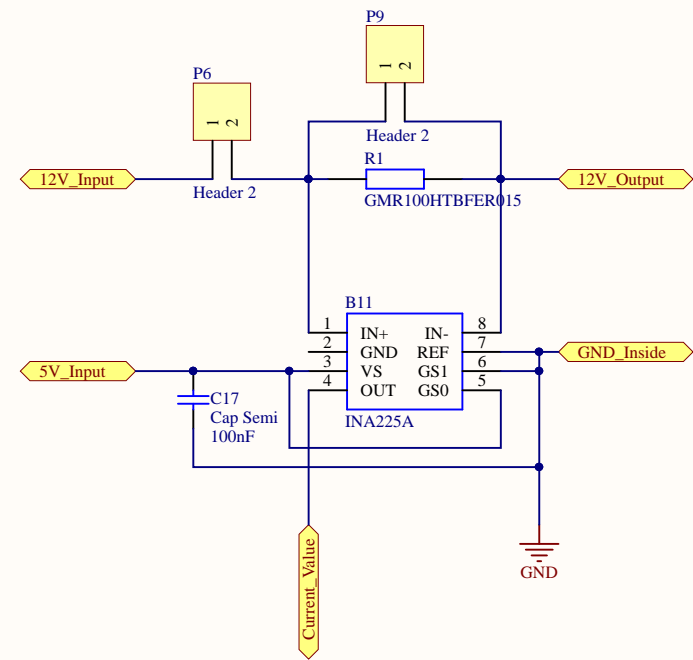 P9
1
2
Header 2
P6
1
2
Header 2
12V_Input
R1
GMR100HTBFER015
12V_Output
B11
1 IN+ IN- 8
2 GND REF 7
3 VS GS1 6
4 OUT GS0 5
INA225A
GND_Inside
5V_Input
C17
Cap Semi
100nF
Current_Value
GND